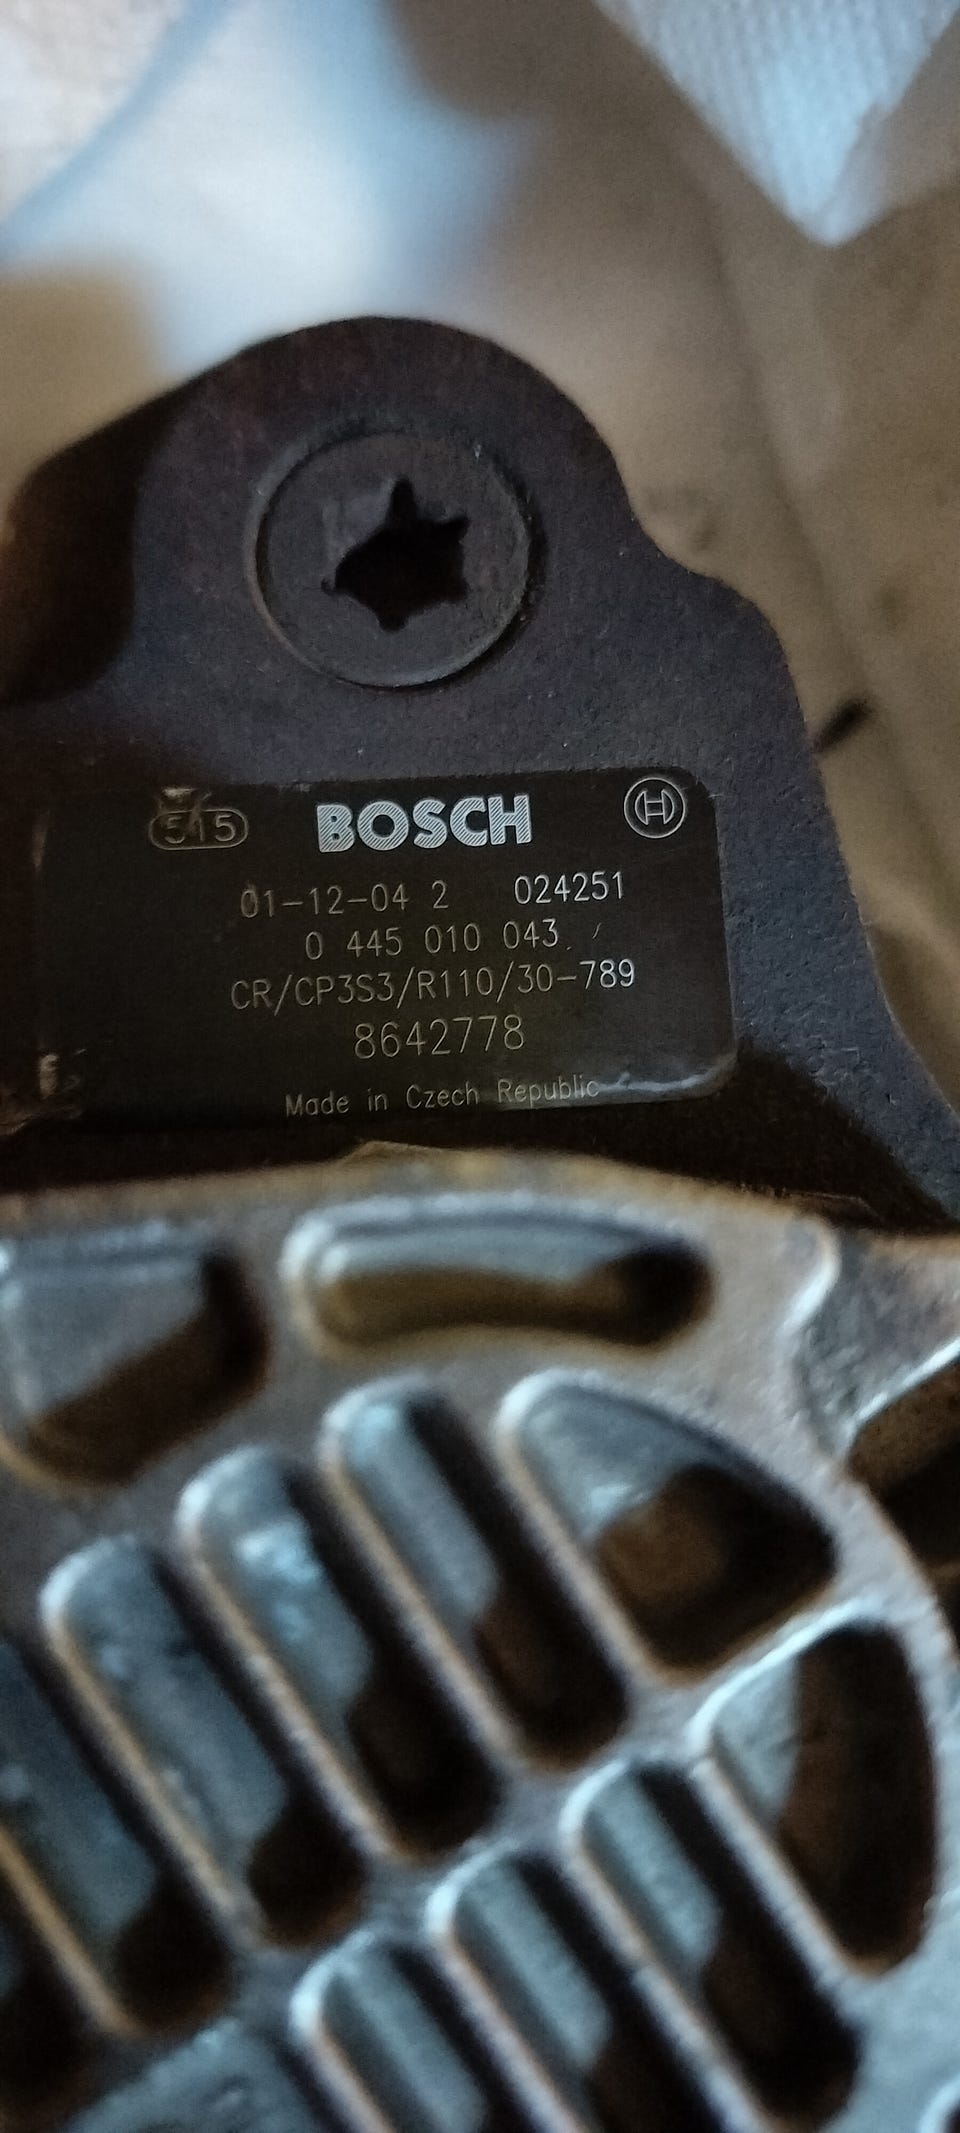 515 BOSCH
01-12-04 2 024251
0 445 010 043
CR/CP3S3/R110/30-789
8642778
Made in Czech Republic